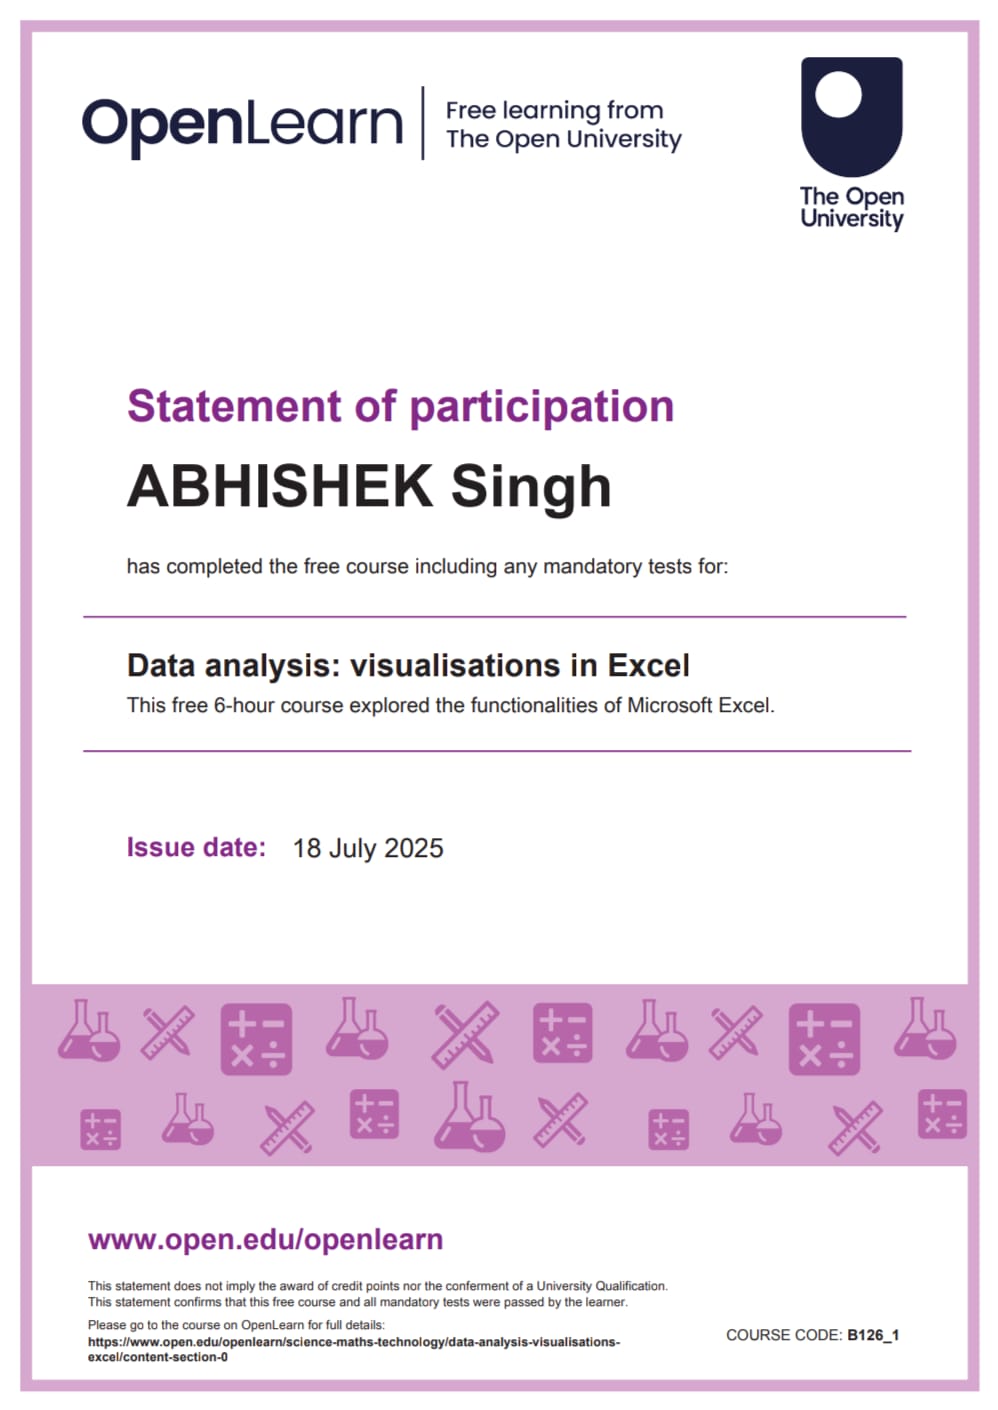 OpenLearn
Free learning from
The Open University
The Open
University
Statement of participation
ABHISHEK Singh
has completed the free course including any mandatory tests for:
Data analysis: visualisations in Excel
This free 6-hour course explored the functionalities of Microsoft Excel.
Issue date: 18 July 2025
www.open.edu/openlearn
This statement does not imply the award of credit points nor the conferment of a University Qualification.
This statement confirms that this free course and all mandatory tests were passed by the learner.
Please go to the course on OpenLearn for full details:
https://www.open.edu/openlearn/science-maths-technology/data-analysis-visualisations-
excel/content-section-0
COURSE CODE: B126_1